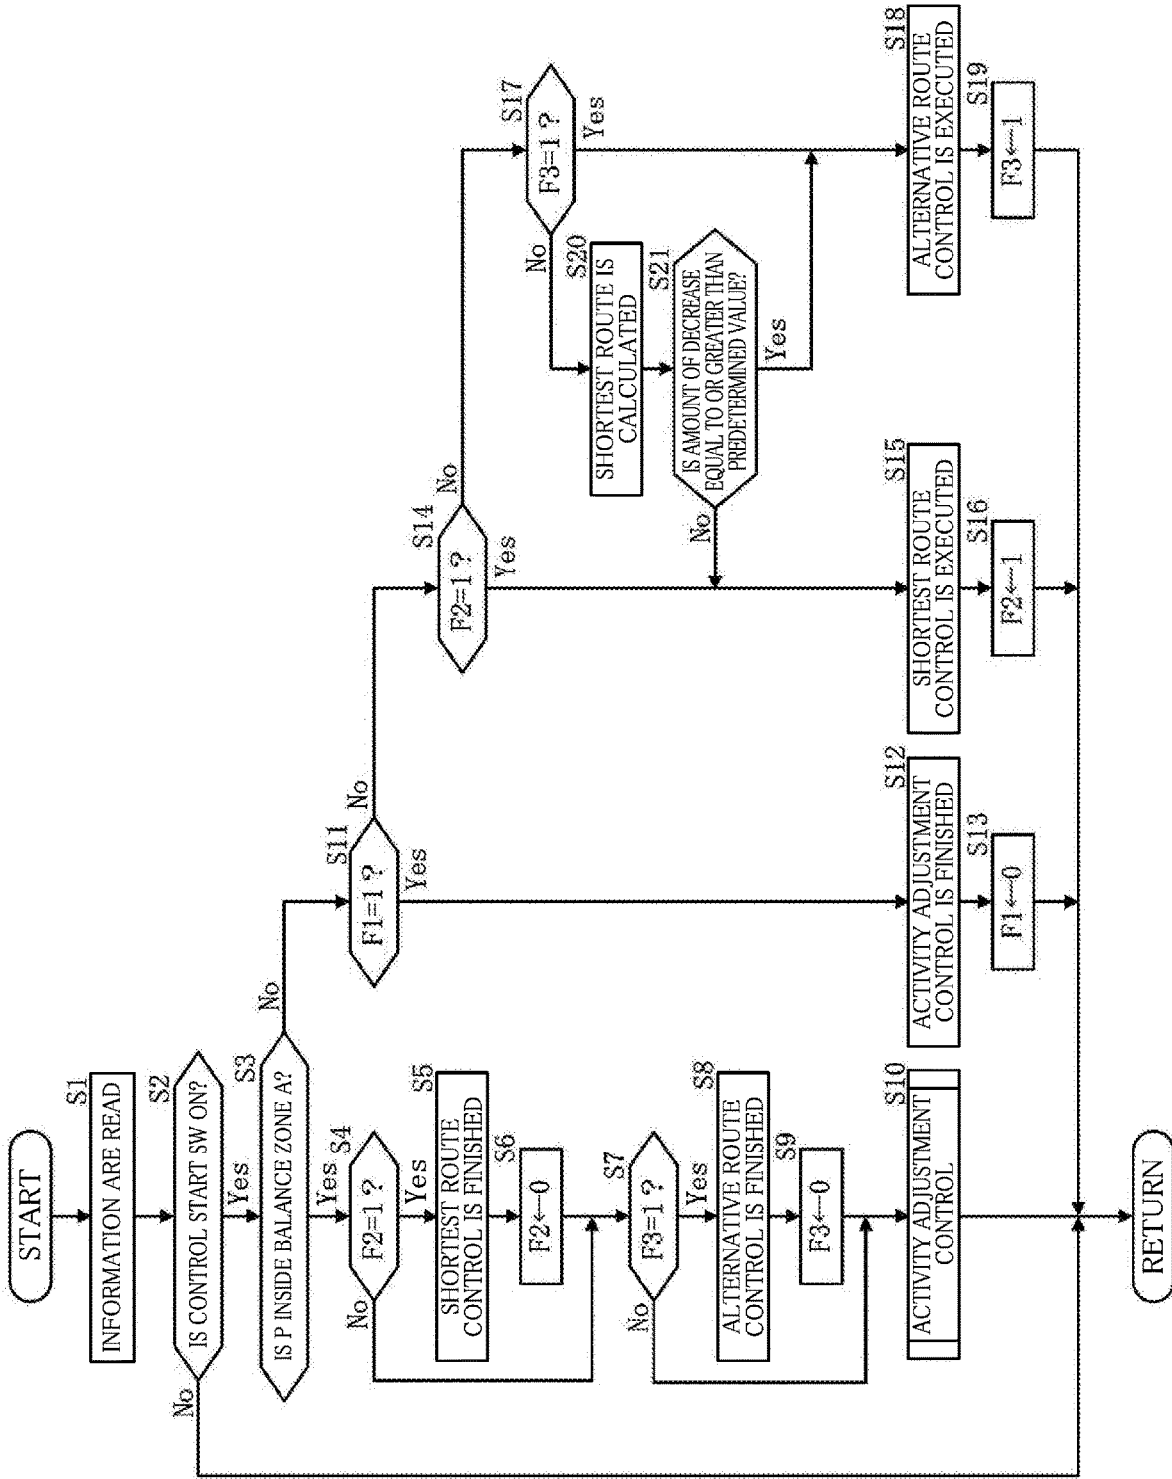 START
S1
INFORMATION ARE READ
S2
IS CONTROL START SW ON?
No
Yes
S3
IS P INSIDE BALANCE ZONE A?
No
Yes
S4
F2=1 ?
No
Yes
S5
SHORTEST ROUTE
CONTROL IS FINISHED
S6
F2←0
S7
F3=1 ?
No
Yes
S8
ALTERNATIVE ROUTE
CONTROL IS FINISHED
S9
F3←0
S10
ACTIVITY ADJUSTMENT
CONTROL
S11
F1=1 ?
No
Yes
S12
ACTIVITY ADJUSTMENT
CONTROL IS FINISHED
S13
F1←0
S14
F2=1 ?
No
Yes
S15
SHORTEST ROUTE
CONTROL IS EXECUTED
S16
F2←1
S17
F3=1 ?
No
Yes
S20
SHORTEST ROUTE IS
CALCULATED
S21
IS AMOUNT OF DECREASE
EQUAL TO OR GREATER THAN
PREDETERMINED VALUE?
No
Yes
S18
ALTERNATIVE ROUTE
CONTROL IS EXECUTED
S19
F3←1
RETURN